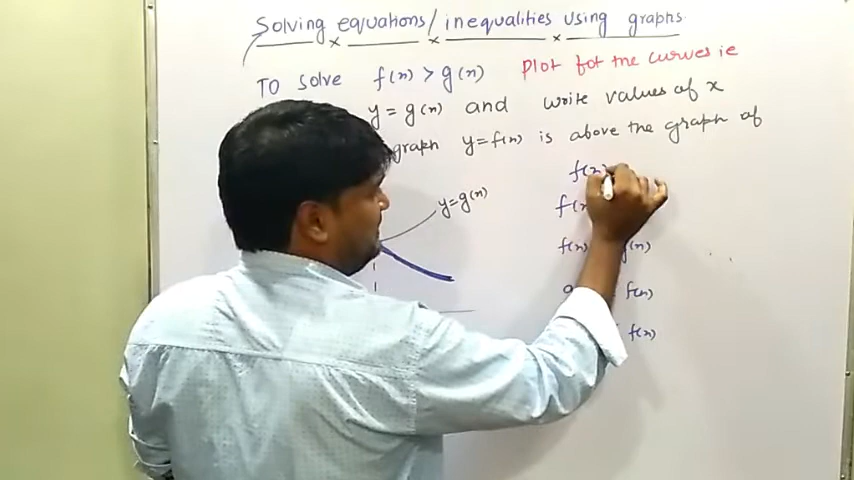 Solving equations/inequalities using graphs.
To solve f(x) > g(x) Plot fot the curves ie
y = g(x) and write values of x
graph y=f(x) is above the graph of
f(x)
y=g(x)
f(x
f(x) g(x)
f(x)
f(x)